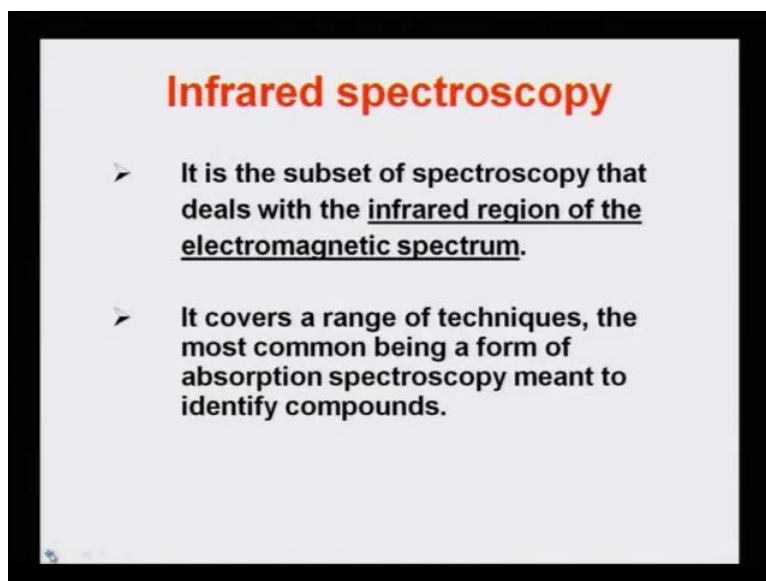 Infrared spectroscopy
➢ It is the subset of spectroscopy that
deals with the infrared region of the
electromagnetic spectrum.
➢ It covers a range of techniques, the
most common being a form of
absorption spectroscopy meant to
identify compounds.